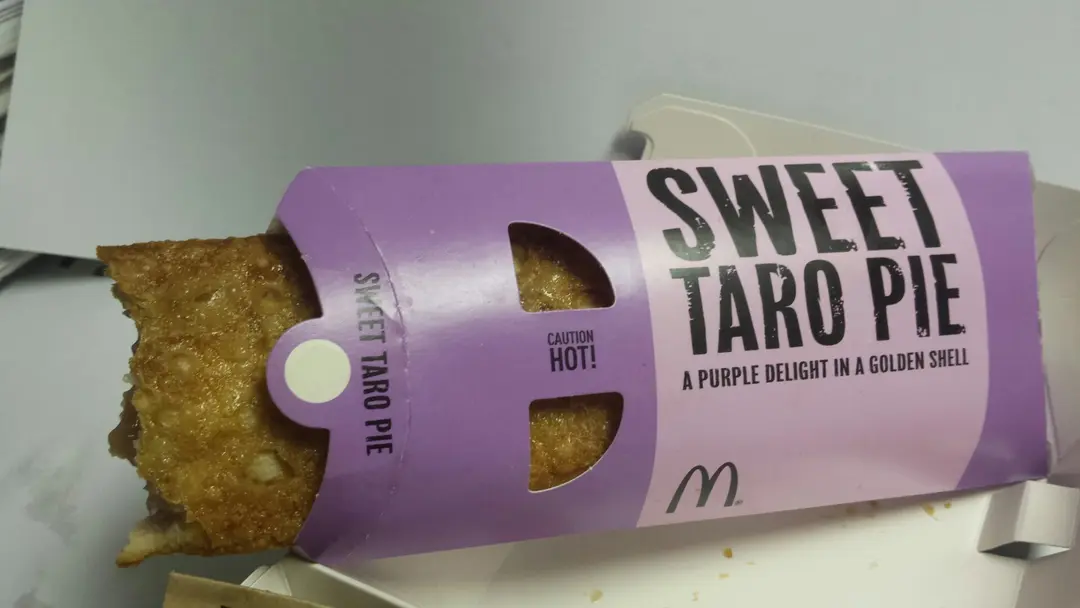 SWEET TARO PIE
CAUTION
HOT!
SWEET
TARO PIE
A PURPLE DELIGHT IN A GOLDEN SHELL